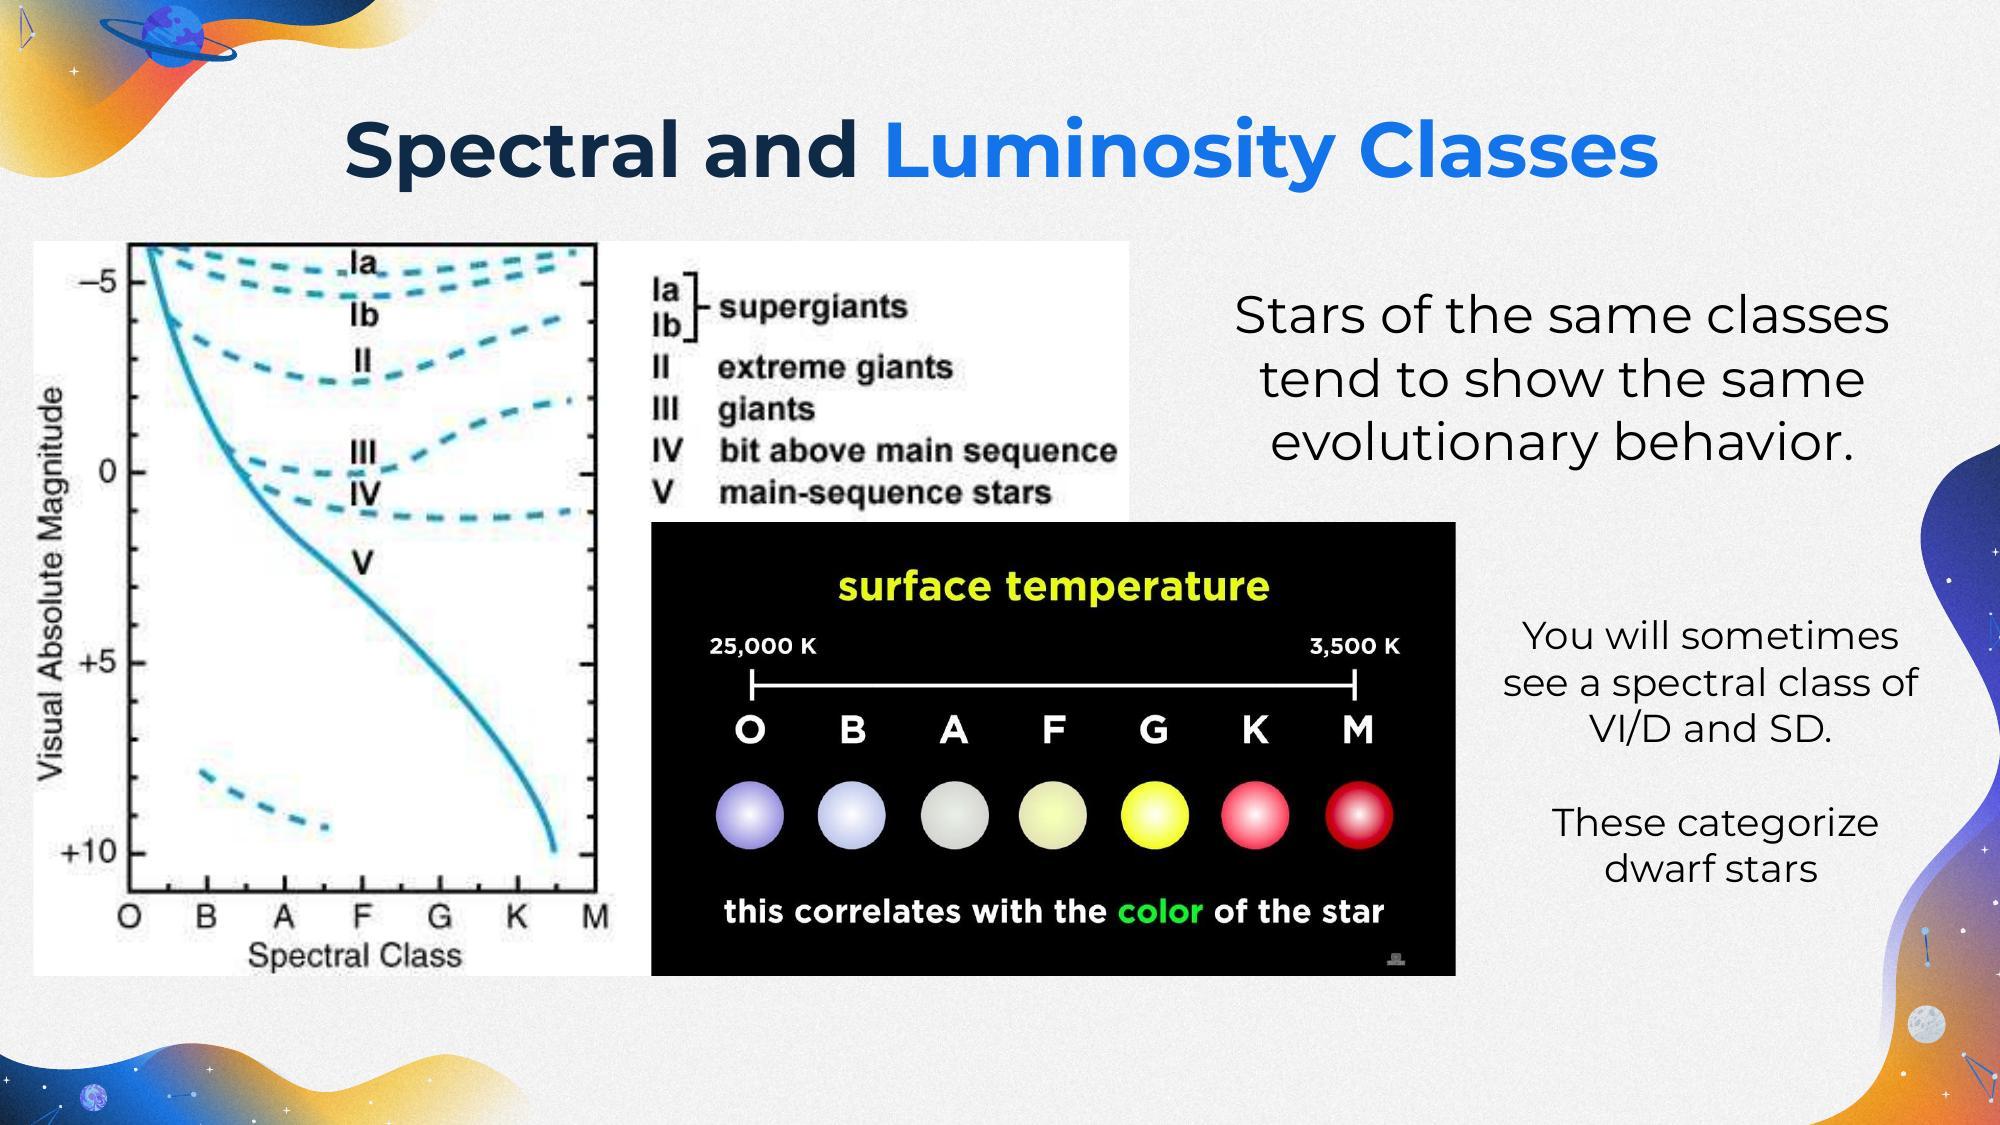 Spectral and Luminosity Classes
Visual Absolute Magnitude
–5
0
+5
+10
Ia
Ib
II
III
IV
V
O B A F G K M
Spectral Class
Ia
Ib
supergiants
II extreme giants
III giants
IV bit above main sequence
V main-sequence stars
Stars of the same classes
tend to show the same
evolutionary behavior.
surface temperature
25,000 K 3,500 K
O B A F G K M
this correlates with the color of the star
You will sometimes
see a spectral class of
VI/D and SD.
These categorize
dwarf stars